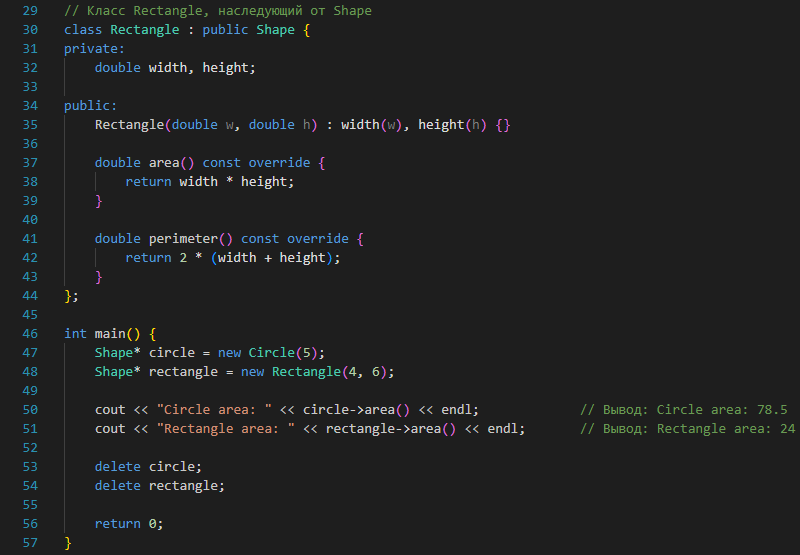 29 // Класс Rectangle, наследующий от Shape
30 class Rectangle : public Shape {
31 private:
32     double width, height;
33
34 public:
35     Rectangle(double w, double h) : width(w), height(h) {}
36
37     double area() const override {
38         return width * height;
39     }
40
41     double perimeter() const override {
42         return 2 * (width + height);
43     }
44 };
45
46 int main() {
47     Shape* circle = new Circle(5);
48     Shape* rectangle = new Rectangle(4, 6);
49
50     cout << "Circle area: " << circle->area() << endl;             // Вывод: Circle area: 78.5
51     cout << "Rectangle area: " << rectangle->area() << endl;       // Вывод: Rectangle area: 24
52
53     delete circle;
54     delete rectangle;
55
56     return 0;
57 }